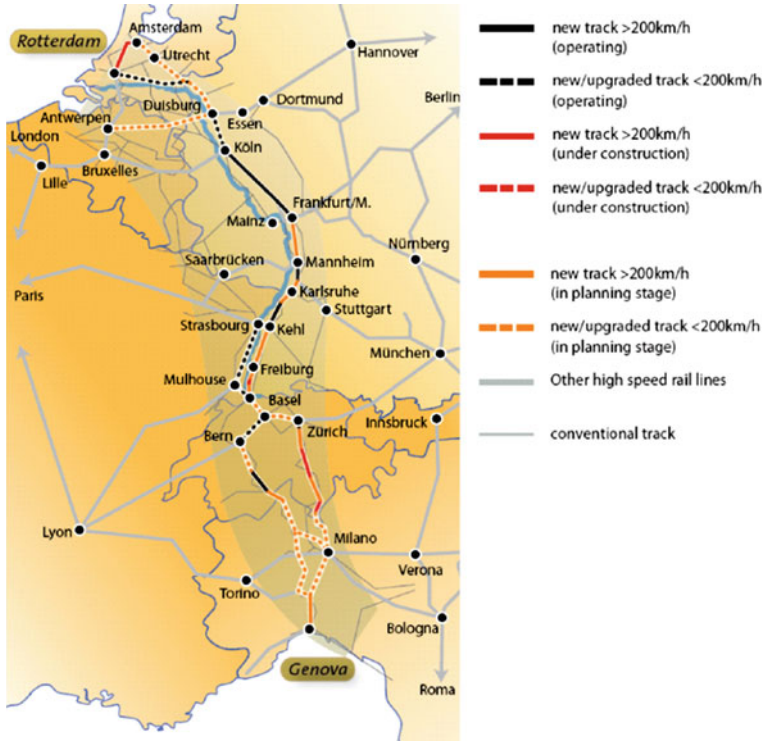 Rotterdam
Amsterdam
Utrecht
Hannover
Dortmund
Duisburg
Berlin
Essen
Antwerpen
London
Köln
Bruxelles
Lille
Frankfurt/M.
Mainz
Nürnberg
Saarbrücken
Mannheim
Paris
Karlsruhe
Stuttgart
Strasbourg
Kehl
München
Freiburg
Mulhouse
Basel
Innsbruck
Bern
Zürich
Lyon
Milano
Verona
Torino
Bologna
Genova
Roma
new track >200km/h
(operating)
new/upgraded track <200km/h
(operating)
new track >200km/h
(under construction)
new/upgraded track <200km/h
(under construction)
new track >200km/h
(in planning stage)
new/upgraded track <200km/h
(in planning stage)
Other high speed rail lines
conventional track